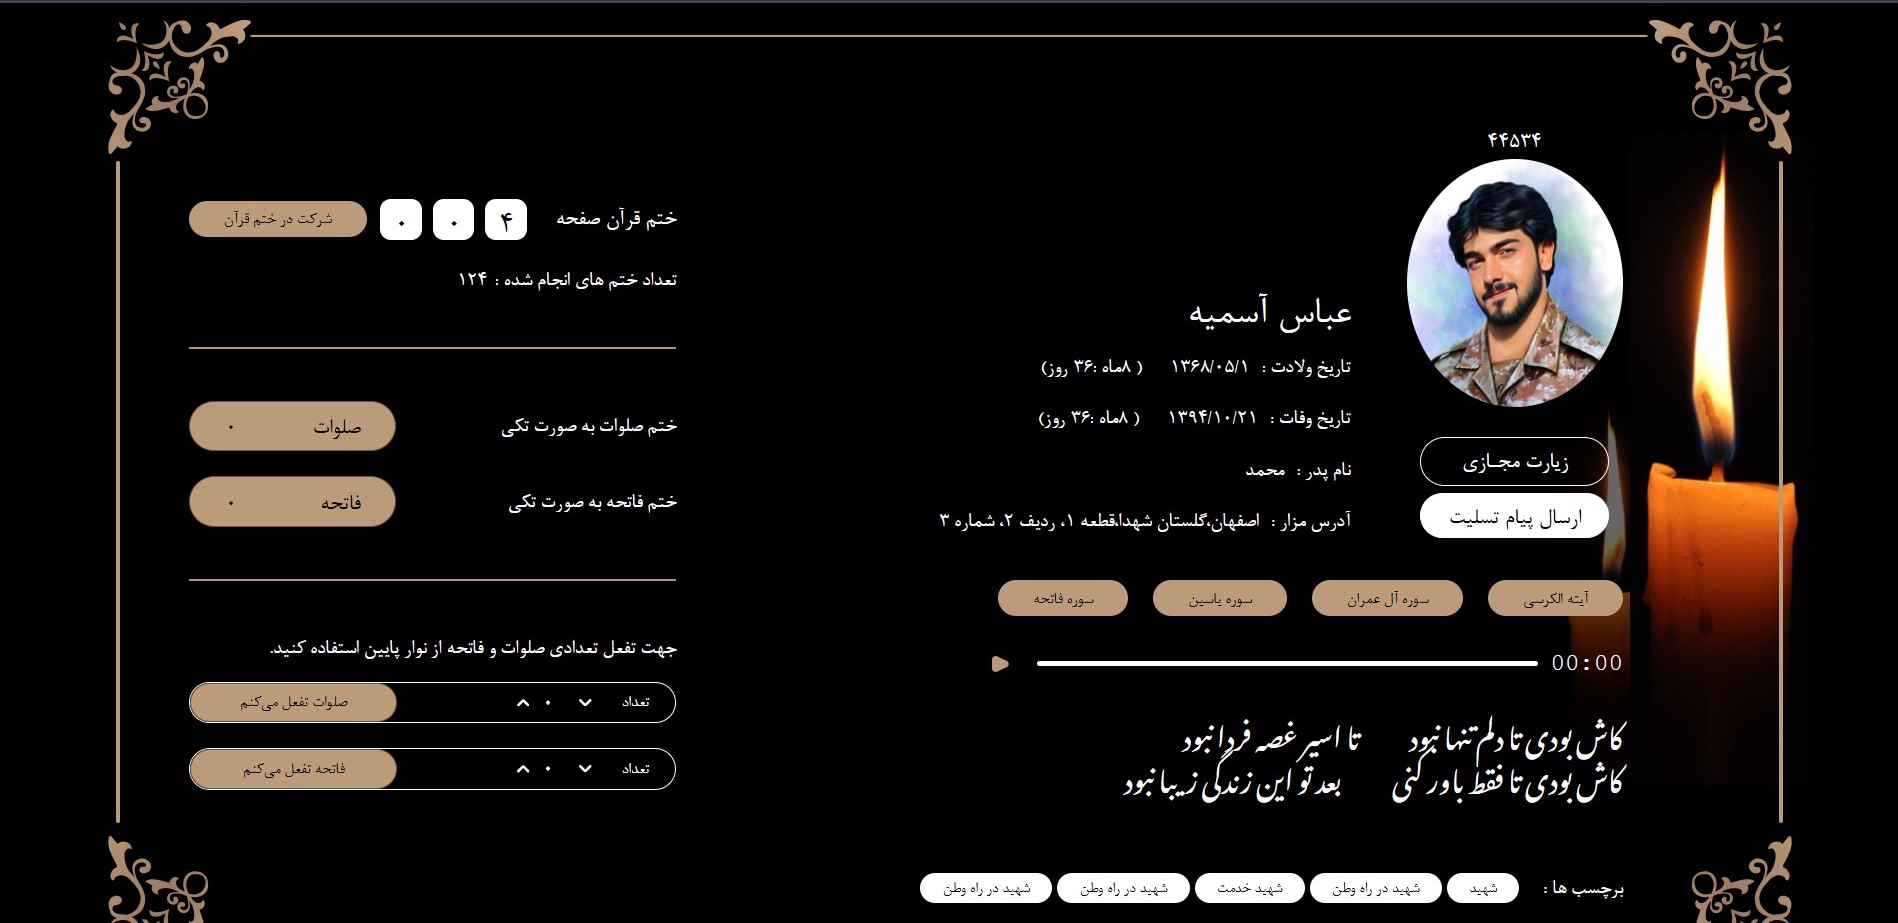 ۴۴۵۳۴
عباس آسمیه
تاریخ ولادت : ۱۳۶۸/۰۵/۱ ( ۸ماه :۳۶ روز)
تاریخ وفات : ۱۳۹۴/۱۰/۲۱ ( ۸ماه :۳۶ روز)
نام پدر : محمد
آدرس مزار : اصفهان،گلستان شهدا،قطعه ۱، ردیف ۲، شماره ۳
زیارت مجـازی
ارسال پیام تسلیت
آیته الکرسی سوره آل عمران سوره یاسین سوره فاتحه
00:00
کاش بودی تا دلم تنها نبود تا اسیر غصه فردا نبود
کاش بودی تا فقط باور کنی بعد تو این زندگی زیبا نبود
برچسب ها : شهید شهید در راه وطن شهید خدمت شهید در راه وطن شهید در راه وطن
ختم قرآن صفحه ۴ ۰ ۰ شرکت در ختم قرآن
تعداد ختم های انجام شده : ۱۲۴
ختم صلوات به صورت تکی صلوات ۰
ختم فاتحه به صورت تکی فاتحه ۰
جهت تفعل تعدادی صلوات و فاتحه از نوار پایین استفاده کنید.
تعداد ۰ صلوات تفعل می‌کنم
تعداد ۰ فاتحه تفعل می‌کنم